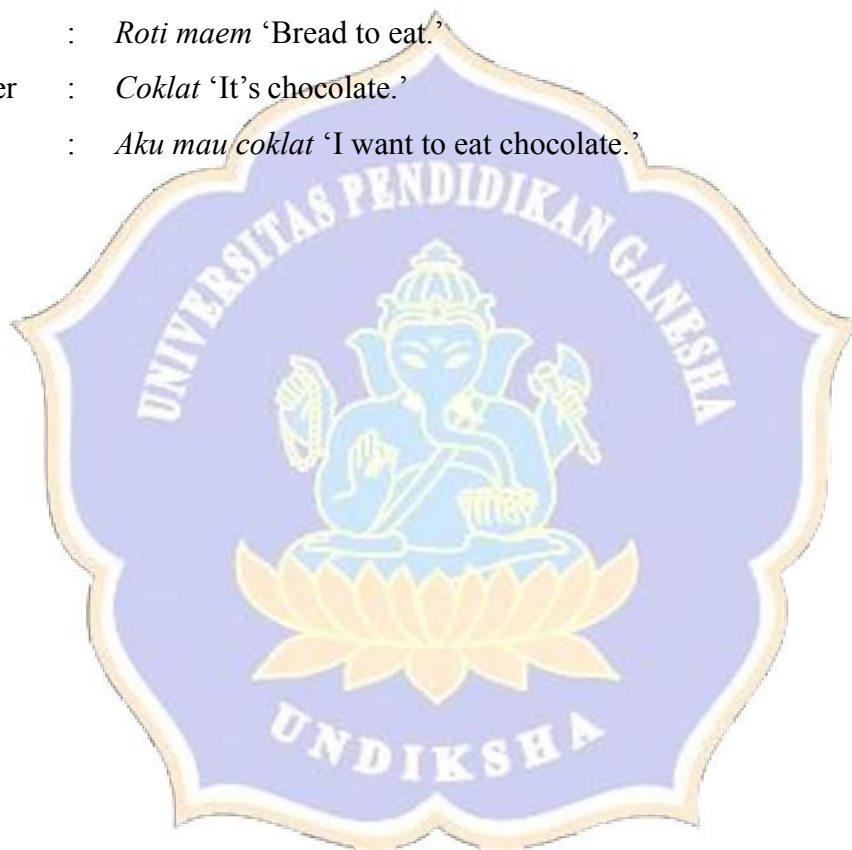 : Roti maem ‘Bread to eat.’
er : Coklat ‘It’s chocolate.’
: Aku mau coklat ‘I want to eat chocolate.’
UNIVERSITAS PENDIDIKAN GANESHA
UNDIKSHA